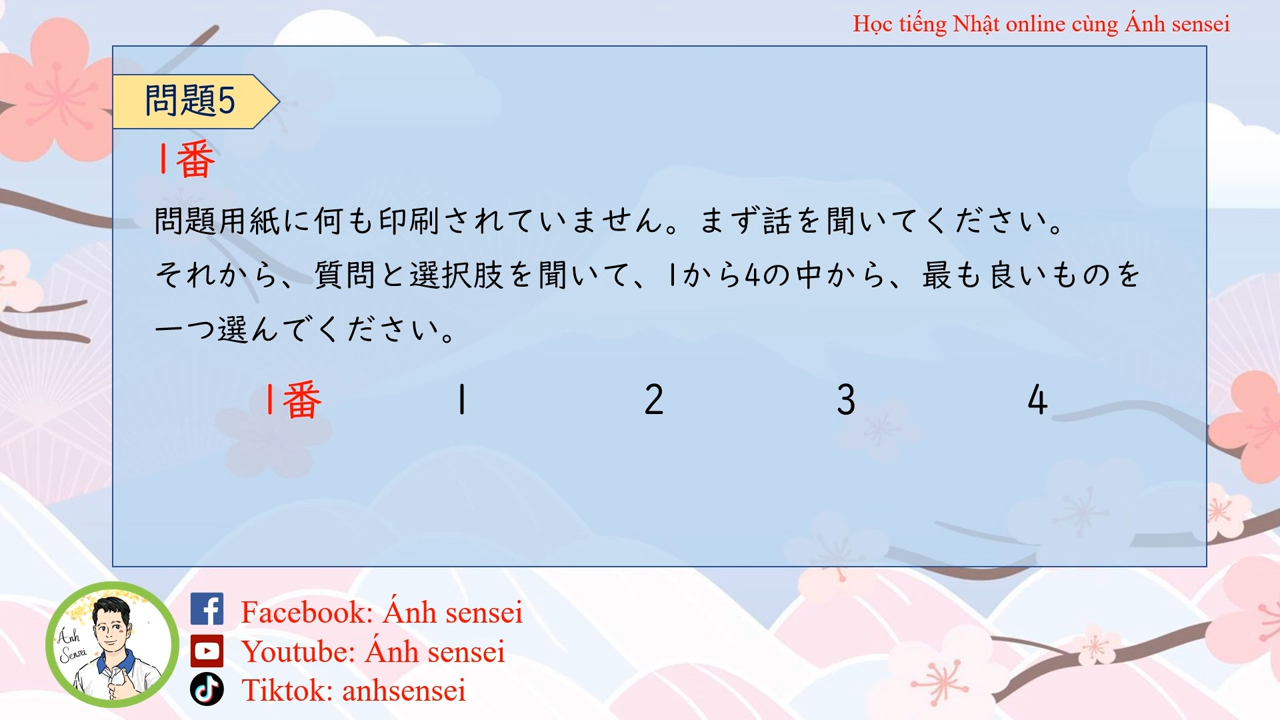 Học tiếng Nhật online cùng Ánh sensei
問題5
1番
問題用紙に何も印刷されていません。まず話を聞いてください。
それから、質問と選択肢を聞いて、1から4の中から、最も良いものを
一つ選んでください。
1番 1 2 3 4
Ánh
Sensei
Facebook: Ánh sensei
Youtube: Ánh sensei
Tiktok: anhsensei